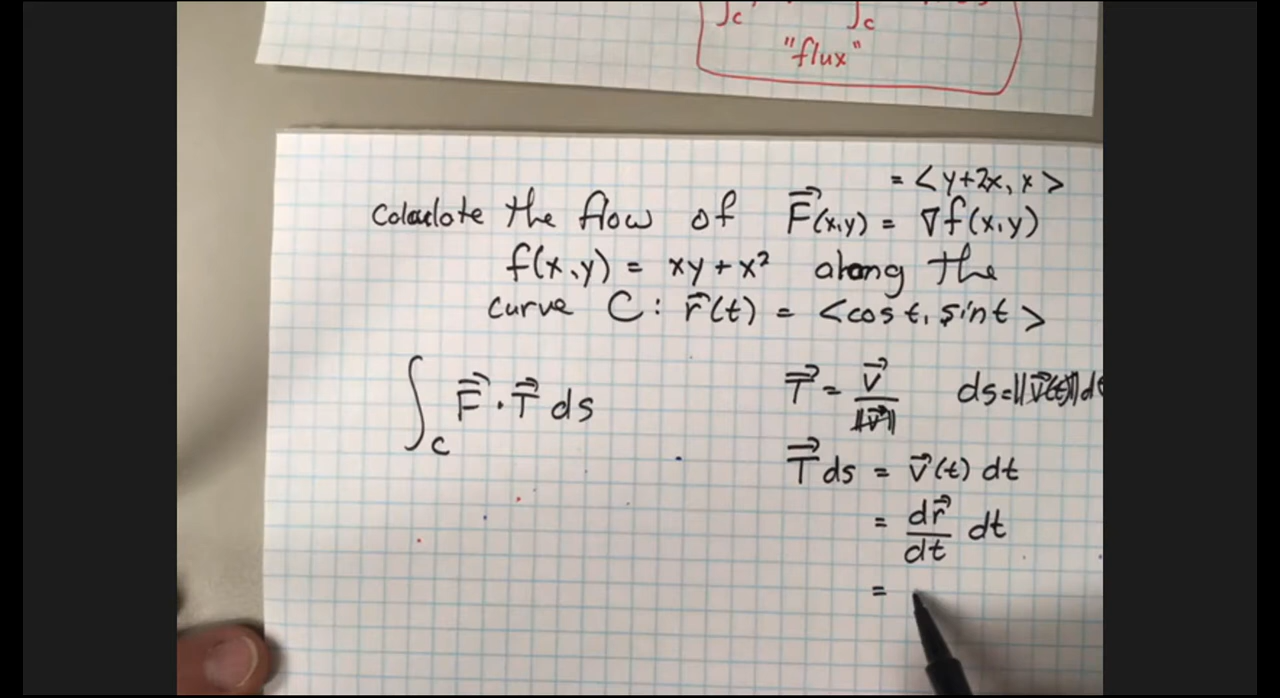 ∫c ∫c
"flux"
= <y+2x, x>
Calculate the flow of F⃗(x,y) = ∇f(x,y)
f(x,y) = xy + x² along the
curve C: r⃗(t) = <cos t, sin t>
∫c F⃗ · T⃗ ds
T⃗ = v⃗ / ||v⃗|| ds = ||v⃗(t)|| dt
T⃗ ds = v⃗(t) dt
= dr⃗/dt dt
=